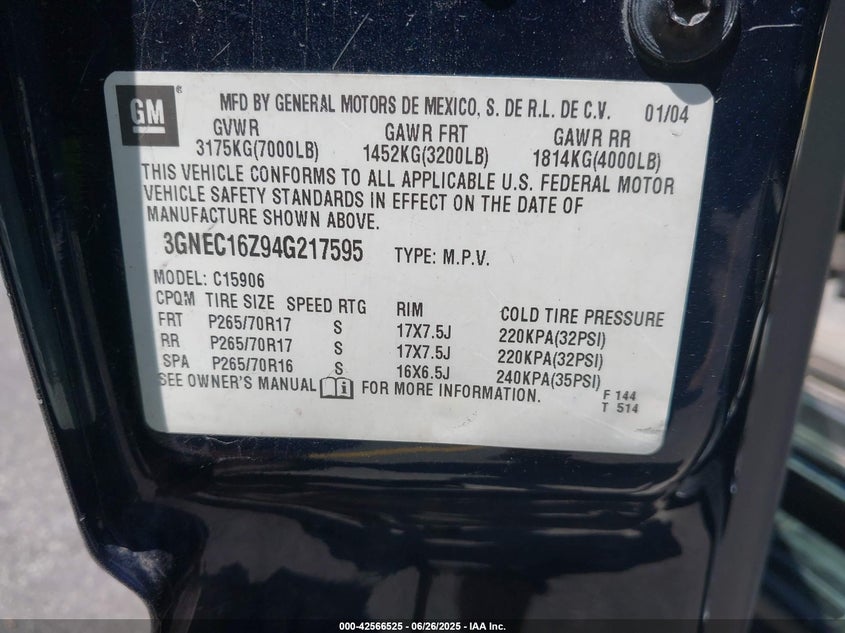 GM ® MFD BY GENERAL MOTORS DE MEXICO, S. DE R.L. DE C.V. 01/04
GVWR GAWR FRT GAWR RR
3175KG(7000LB) 1452KG(3200LB) 1814KG(4000LB)
THIS VEHICLE CONFORMS TO ALL APPLICABLE U.S. FEDERAL MOTOR
VEHICLE SAFETY STANDARDS IN EFFECT ON THE DATE OF
MANUFACTURE SHOWN ABOVE.
3GNEC16Z94G217595 TYPE: M.P.V.
MODEL: C15906
CPQM TIRE SIZE SPEED RTG RIM COLD TIRE PRESSURE
FRT P265/70R17 S 17X7.5J 220KPA(32PSI)
RR P265/70R17 S 17X7.5J 220KPA(32PSI)
SPA P265/70R16 S 16X6.5J 240KPA(35PSI)
SEE OWNER'S MANUAL i FOR MORE INFORMATION. F 144
T 514
000-42566525 | 06/26/2025 - IAA Inc.